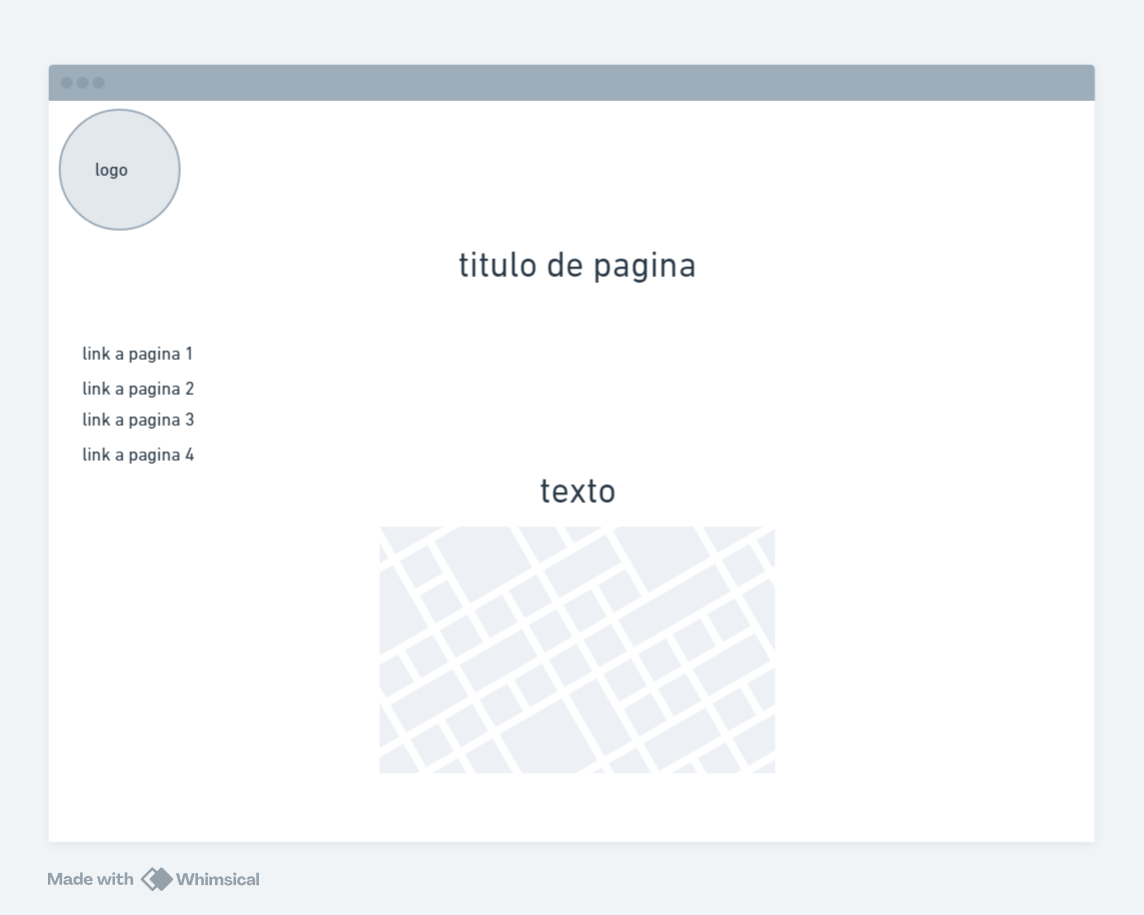 logo
titulo de pagina
link a pagina 1
link a pagina 2
link a pagina 3
link a pagina 4
texto
Made with Whimsical